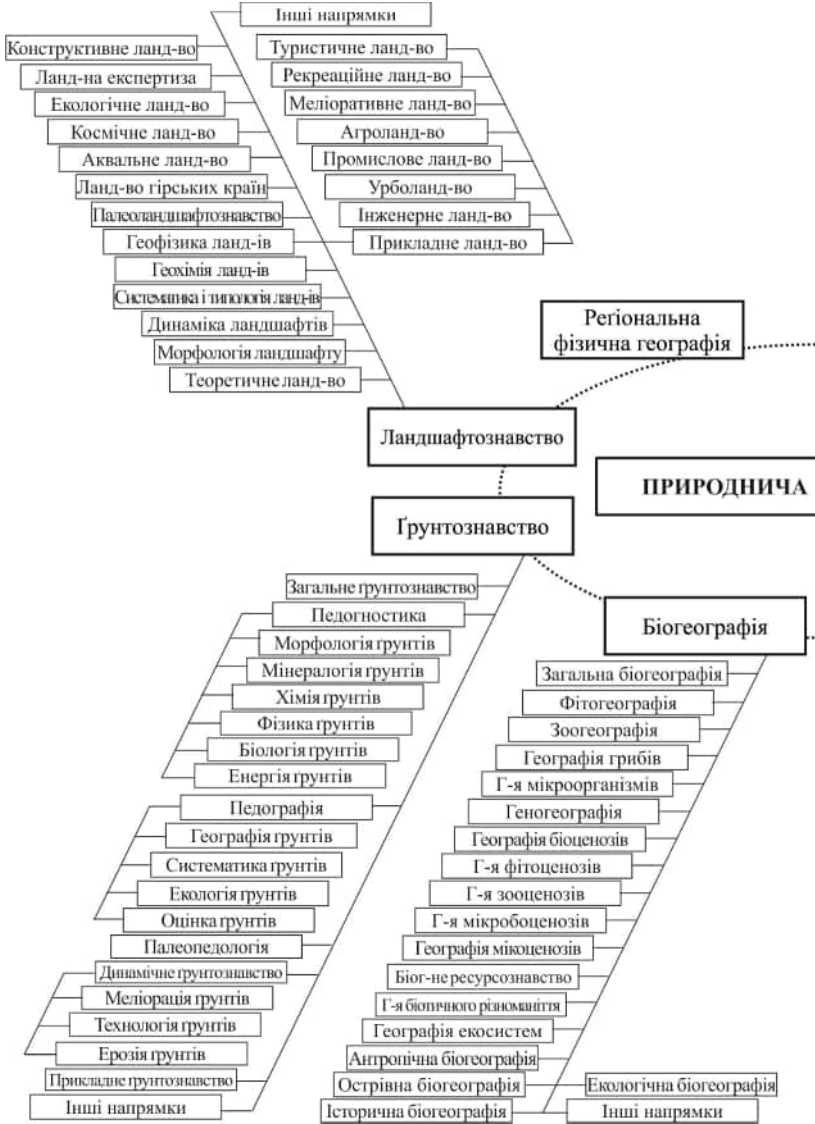 Інші напрямки
Конструктивне ланд-во
Ланд-на експертиза
Екологічне ланд-во
Космічне ланд-во
Аквальне ланд-во
Ланд-во гірських країн
Палеоландшафтознавство
Геофізика ланд-ів
Геохімія ланд-ів
Систематика і типологія ланд-ів
Динаміка ландшафтів
Морфологія ландшафту
Теоретичне ланд-во
Туристичне ланд-во
Рекреаційне ланд-во
Меліоративне ланд-во
Агроланд-во
Промислове ланд-во
Урболанд-во
Інженерне ланд-во
Прикладне ланд-во
Реґіональна
фізична географія
Ландшафтознавство
ПРИРОДНИЧА
Ґрунтознавство
Загальне ґрунтознавство
Педогностика
Морфологія ґрунтів
Мінералогія ґрунтів
Хімія ґрунтів
Фізика ґрунтів
Біологія ґрунтів
Енергія ґрунтів
Педографія
Географія ґрунтів
Систематика ґрунтів
Екологія ґрунтів
Оцінка ґрунтів
Палеопедологія
Динамічне ґрунтознавство
Меліорація ґрунтів
Технологія ґрунтів
Ерозія ґрунтів
Прикладне ґрунтознавство
Інші напрямки
Біогеографія
Загальна біогеографія
Фітогеографія
Зоогеографія
Географія грибів
Г-я мікроорганізмів
Геногеографія
Географія біоценозів
Г-я фітоценозів
Г-я зооценозів
Г-я мікробоценозів
Географія мікоценозів
Біог-не ресурсознавство
Г-я біотичного різноманіття
Географія екосистем
Антропічна біогеографія
Острівна біогеографія
Екологічна біогеографія
Історична біогеографія
Інші напрямки